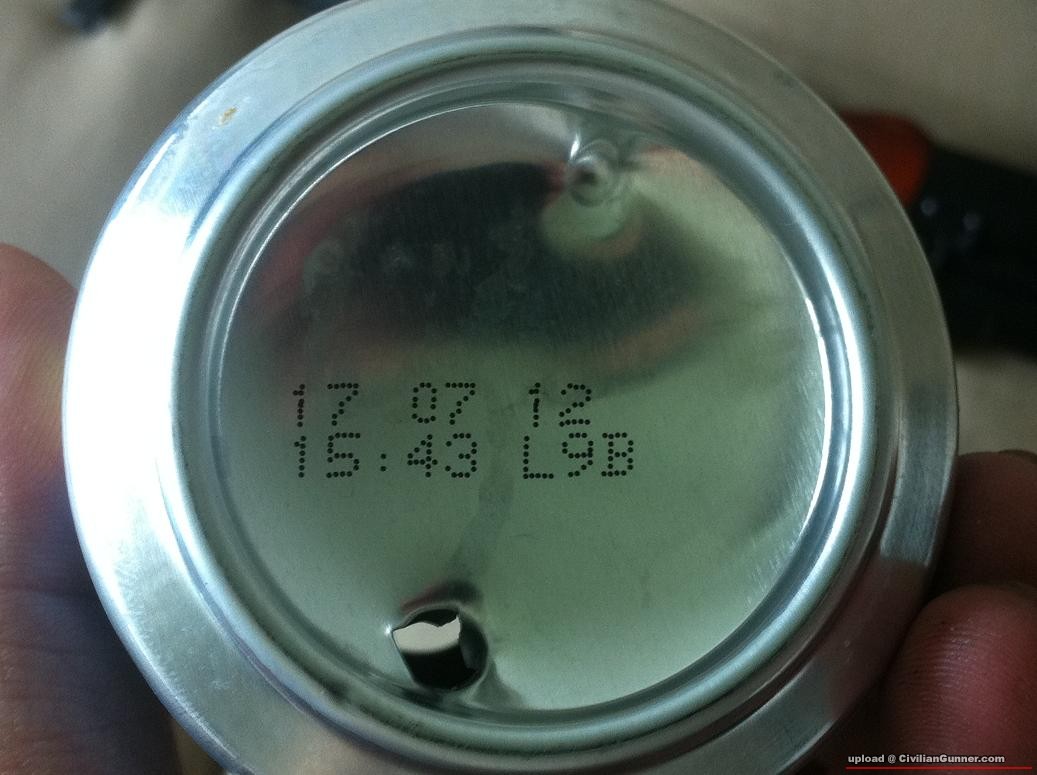 17 07 12
15:43 L9B
upload @ CivilianGunner.com